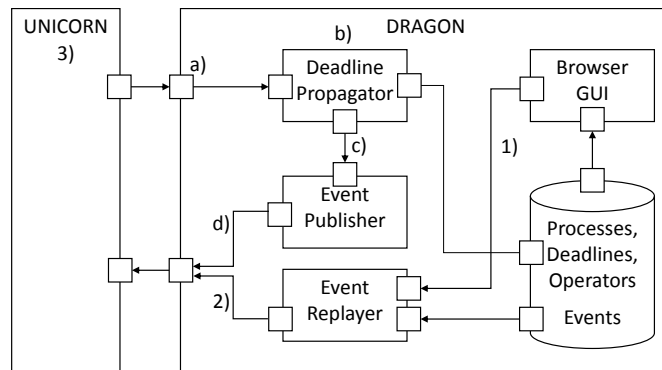 UNICORN
3)
DRAGON
a)
b)
Deadline
Propagator
Browser
GUI
c)
1)
Event
Publisher
d)
Processes,
Deadlines,
Operators
2)
Event
Replayer
Events